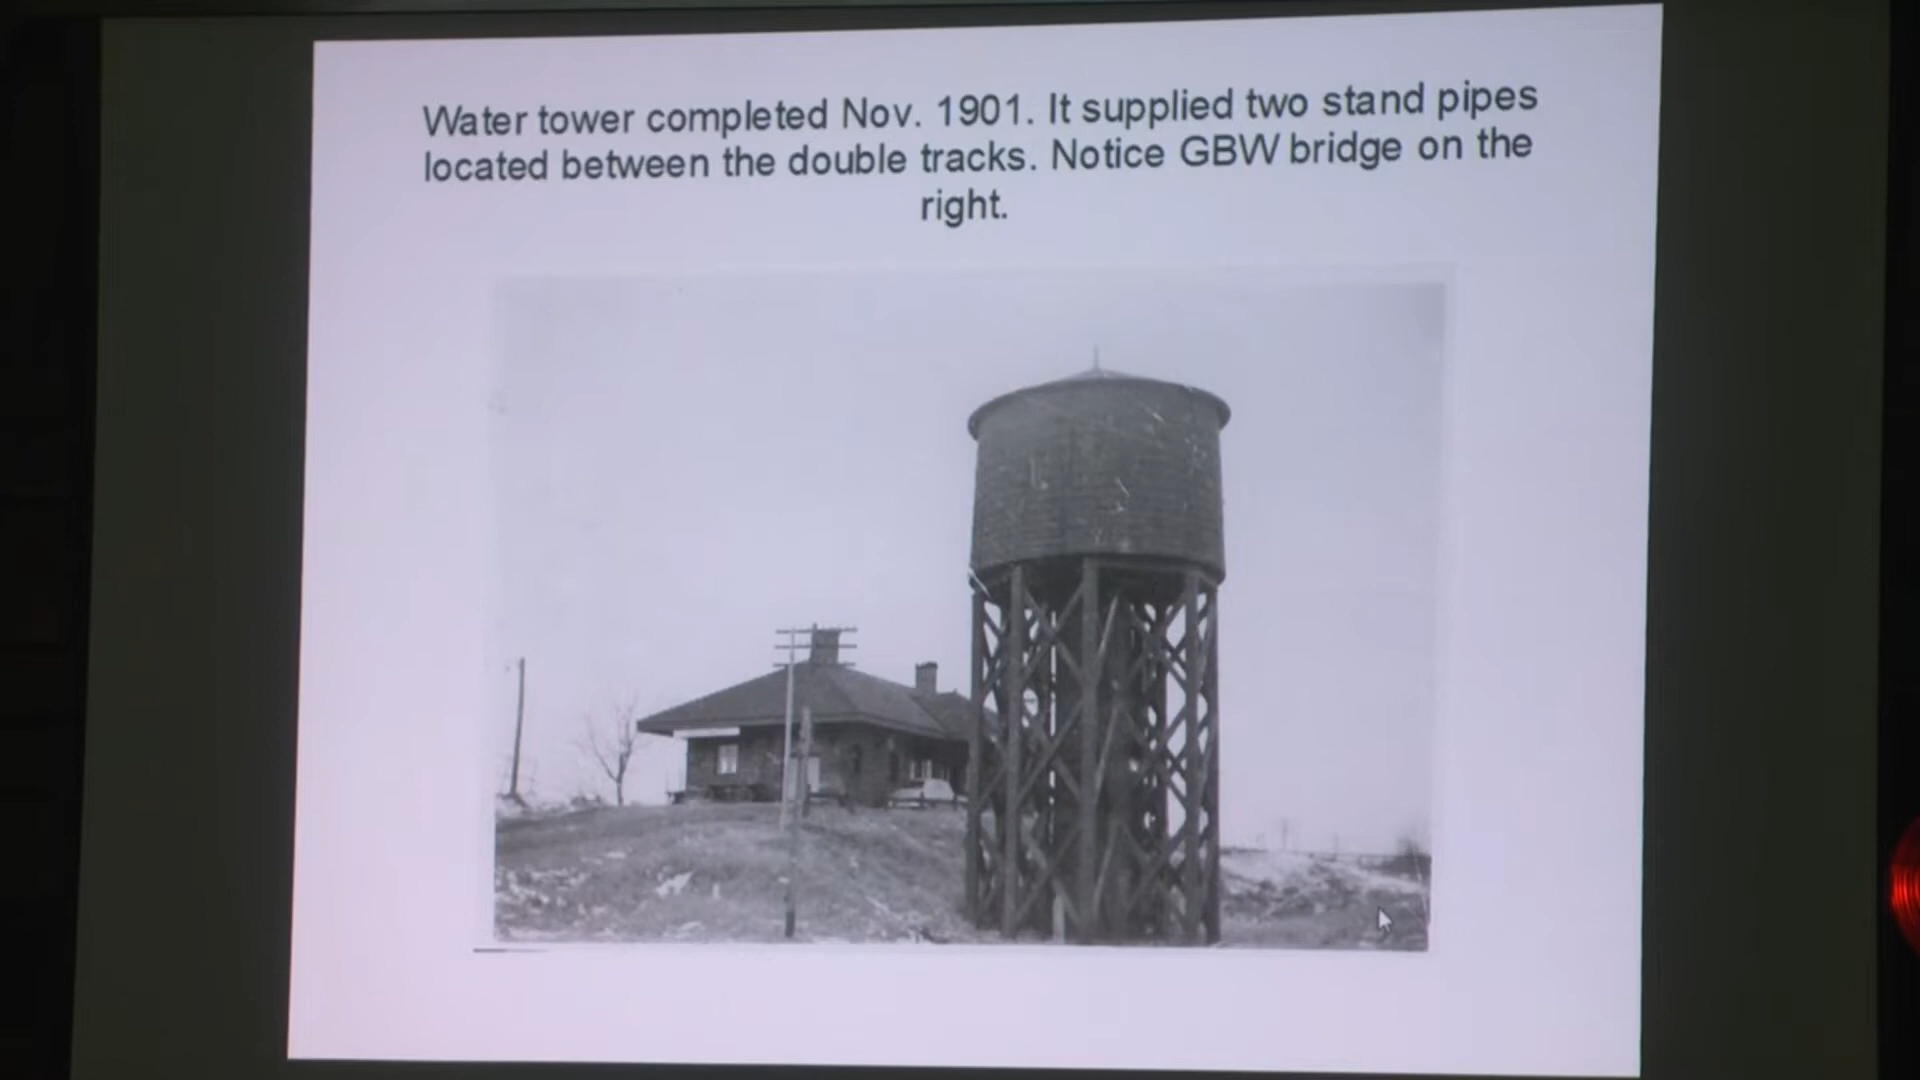 Water tower completed Nov. 1901. It supplied two stand pipes
located between the double tracks. Notice GBW bridge on the
right.